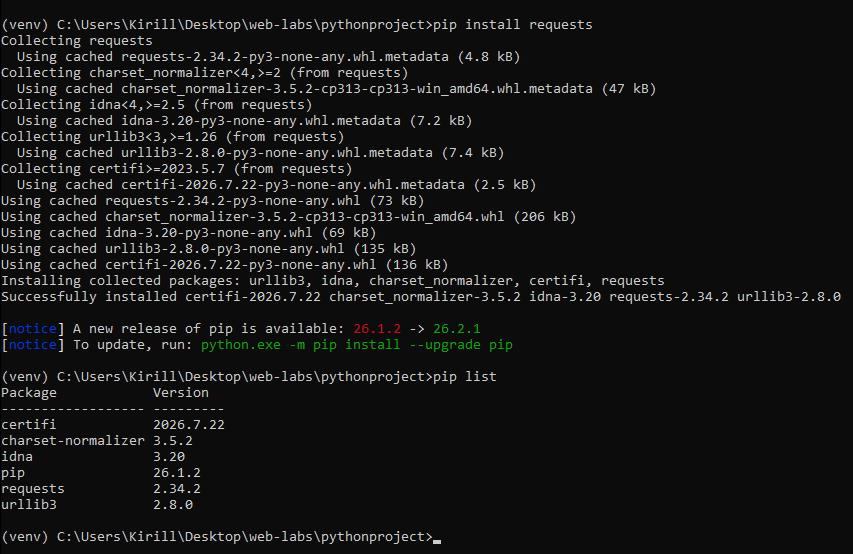 (venv) C:\Users\Kirill\Desktop\web-labs\pythonproject>pip install requests
Collecting requests
  Using cached requests-2.34.2-py3-none-any.whl.metadata (4.8 kB)
Collecting charset_normalizer<4,>=2 (from requests)
  Using cached charset_normalizer-3.5.2-cp313-cp313-win_amd64.whl.metadata (47 kB)
Collecting idna<4,>=2.5 (from requests)
  Using cached idna-3.20-py3-none-any.whl.metadata (7.2 kB)
Collecting urllib3<3,>=1.26 (from requests)
  Using cached urllib3-2.8.0-py3-none-any.whl.metadata (7.4 kB)
Collecting certifi>=2023.5.7 (from requests)
  Using cached certifi-2026.7.22-py3-none-any.whl.metadata (2.5 kB)
Using cached requests-2.34.2-py3-none-any.whl (73 kB)
Using cached charset_normalizer-3.5.2-cp313-cp313-win_amd64.whl (206 kB)
Using cached idna-3.20-py3-none-any.whl (69 kB)
Using cached urllib3-2.8.0-py3-none-any.whl (135 kB)
Using cached certifi-2026.7.22-py3-none-any.whl (136 kB)
Installing collected packages: urllib3, idna, charset_normalizer, certifi, requests
Successfully installed certifi-2026.7.22 charset_normalizer-3.5.2 idna-3.20 requests-2.34.2 urllib3-2.8.0

[notice] A new release of pip is available: 26.1.2 -> 26.2.1
[notice] To update, run: python.exe -m pip install --upgrade pip

(venv) C:\Users\Kirill\Desktop\web-labs\pythonproject>pip list
Package            Version
------------------ ---------
certifi            2026.7.22
charset-normalizer 3.5.2
idna               3.20
pip                26.1.2
requests           2.34.2
urllib3            2.8.0

(venv) C:\Users\Kirill\Desktop\web-labs\pythonproject>